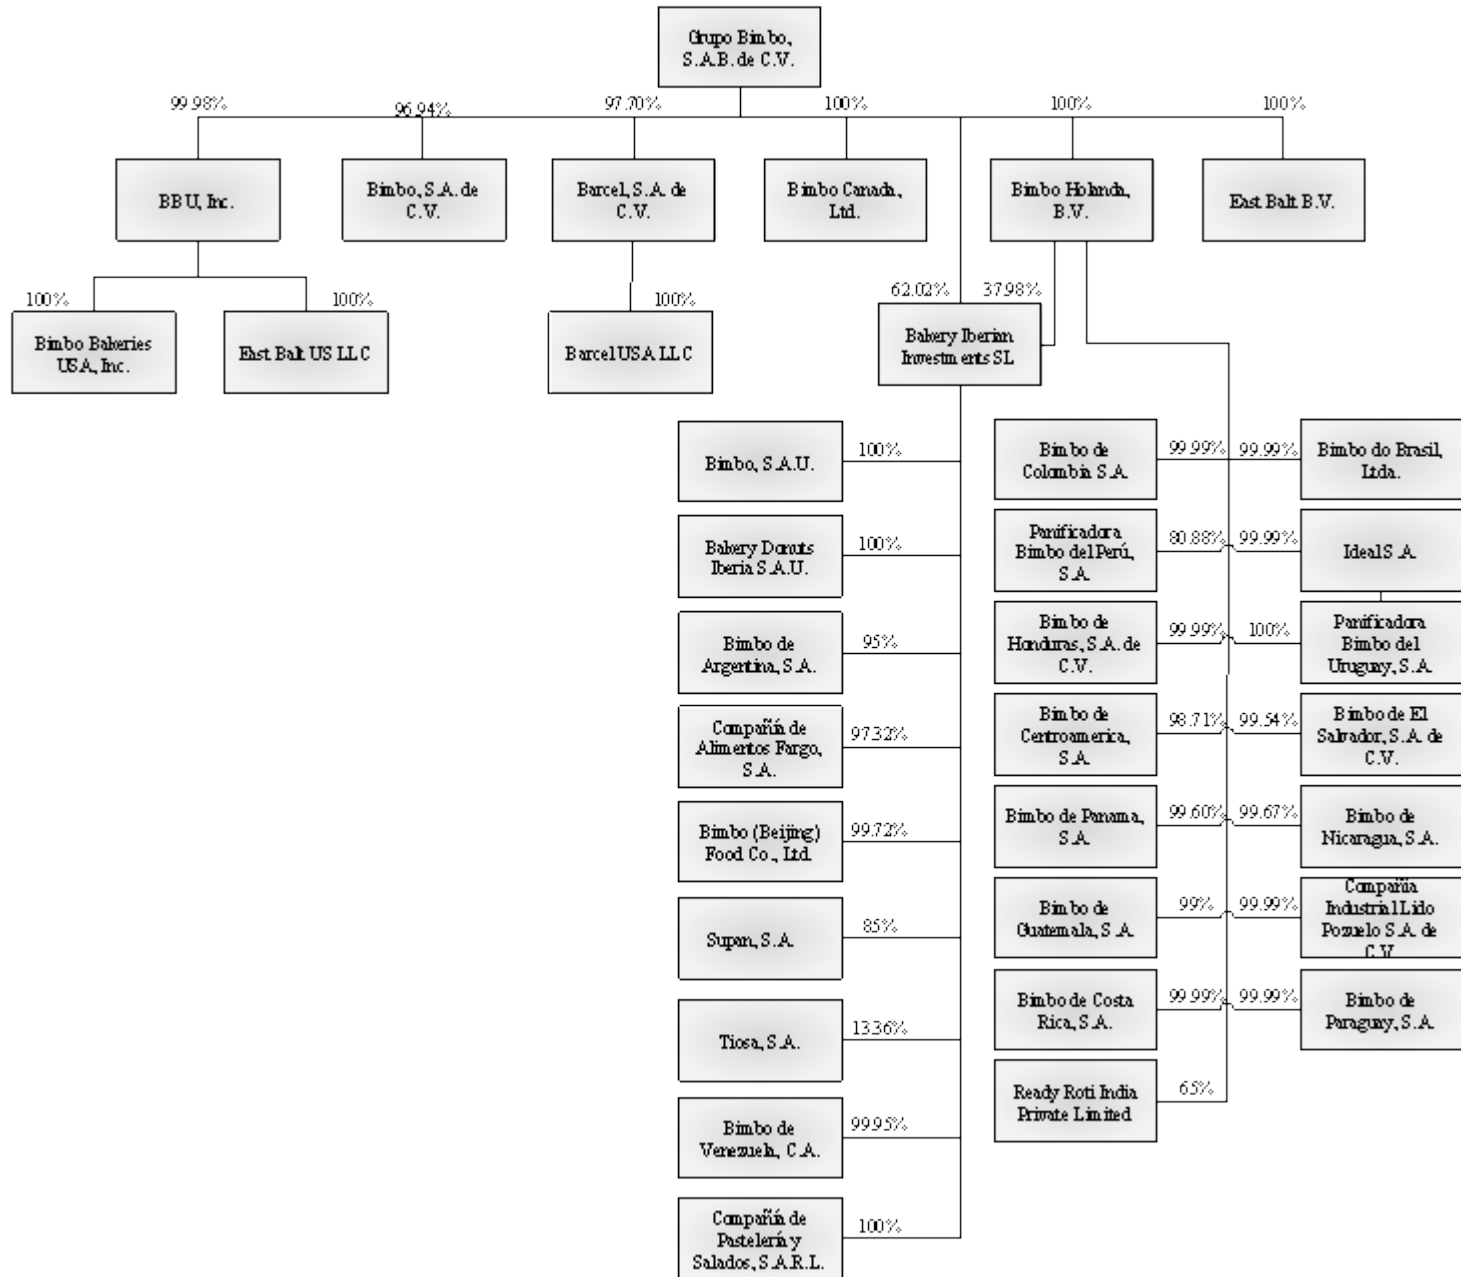 Grupo Bimbo,
S.A.B. de C.V.
99.98%
96.94%
97.70%
100%
100%
100%
BBU, Inc.
Bimbo, S.A. de
C.V.
Barcel, S.A. de
C.V.
Bimbo Canada,
Ltd.
Bimbo Holanda,
B.V.
East Balt B.V.
100%
100%
100%
62.02%
37.98%
Bimbo Bakeries
USA, Inc.
East Balt US LLC
Barcel USA LLC
Bakery Iberian
Investments SL
Bimbo, S.A.U.
100%
Bakery Donuts
Iberia S.A.U.
100%
Bimbo de
Argentina, S.A.
95%
Compañía de
Alimentos Fargo,
S.A.
97.32%
Bimbo (Beijing)
Food Co., Ltd
99.72%
Supan, S.A.
85%
Tiosa, S.A.
13.36%
Bimbo de
Venezuela, C.A.
99.95%
Compañía de
Pastelería y
Salados, S.A.R.L.
100%
Bimbo de
Colombia S.A.
99.99%
99.99%
Bimbo do Brasil,
Ltda.
Panificadora
Bimbo del Perú,
S.A.
80.88%
99.99%
Ideal S.A.
Bimbo de
Honduras, S.A. de
C.V.
99.99%
100%
Panificadora
Bimbo del
Uruguay, S.A.
Bimbo de
Centroamerica,
S.A.
98.71%
99.54%
Bimbo de El
Salvador, S.A. de
C.V.
Bimbo de Panama,
S.A.
99.60%
99.67%
Bimbo de
Nicaragua, S.A.
Bimbo de
Guatemala, S.A.
99%
99.99%
Compañia
Industrial Lido
Pozuelo S.A. de
C.V.
Bimbo de Costa
Rica, S.A.
99.99%
99.99%
Bimbo de
Paraguay, S.A.
Ready Roti India
Private Limited
65%